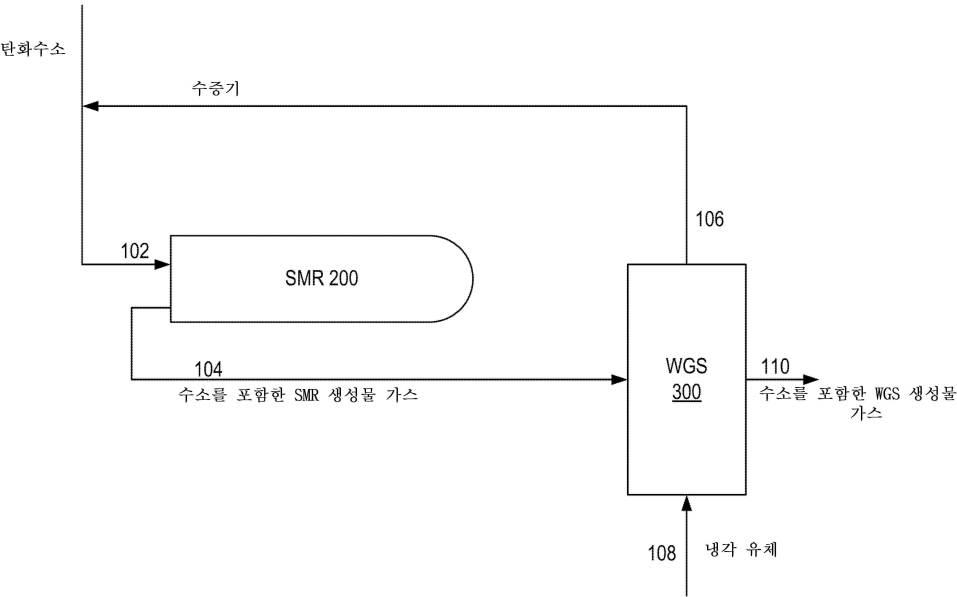 탄화수소
수증기
106
102
SMR 200
104
수소를 포함한 SMR 생성물 가스
WGS
300
110
수소를 포함한 WGS 생성물
가스
108
냉각 유체